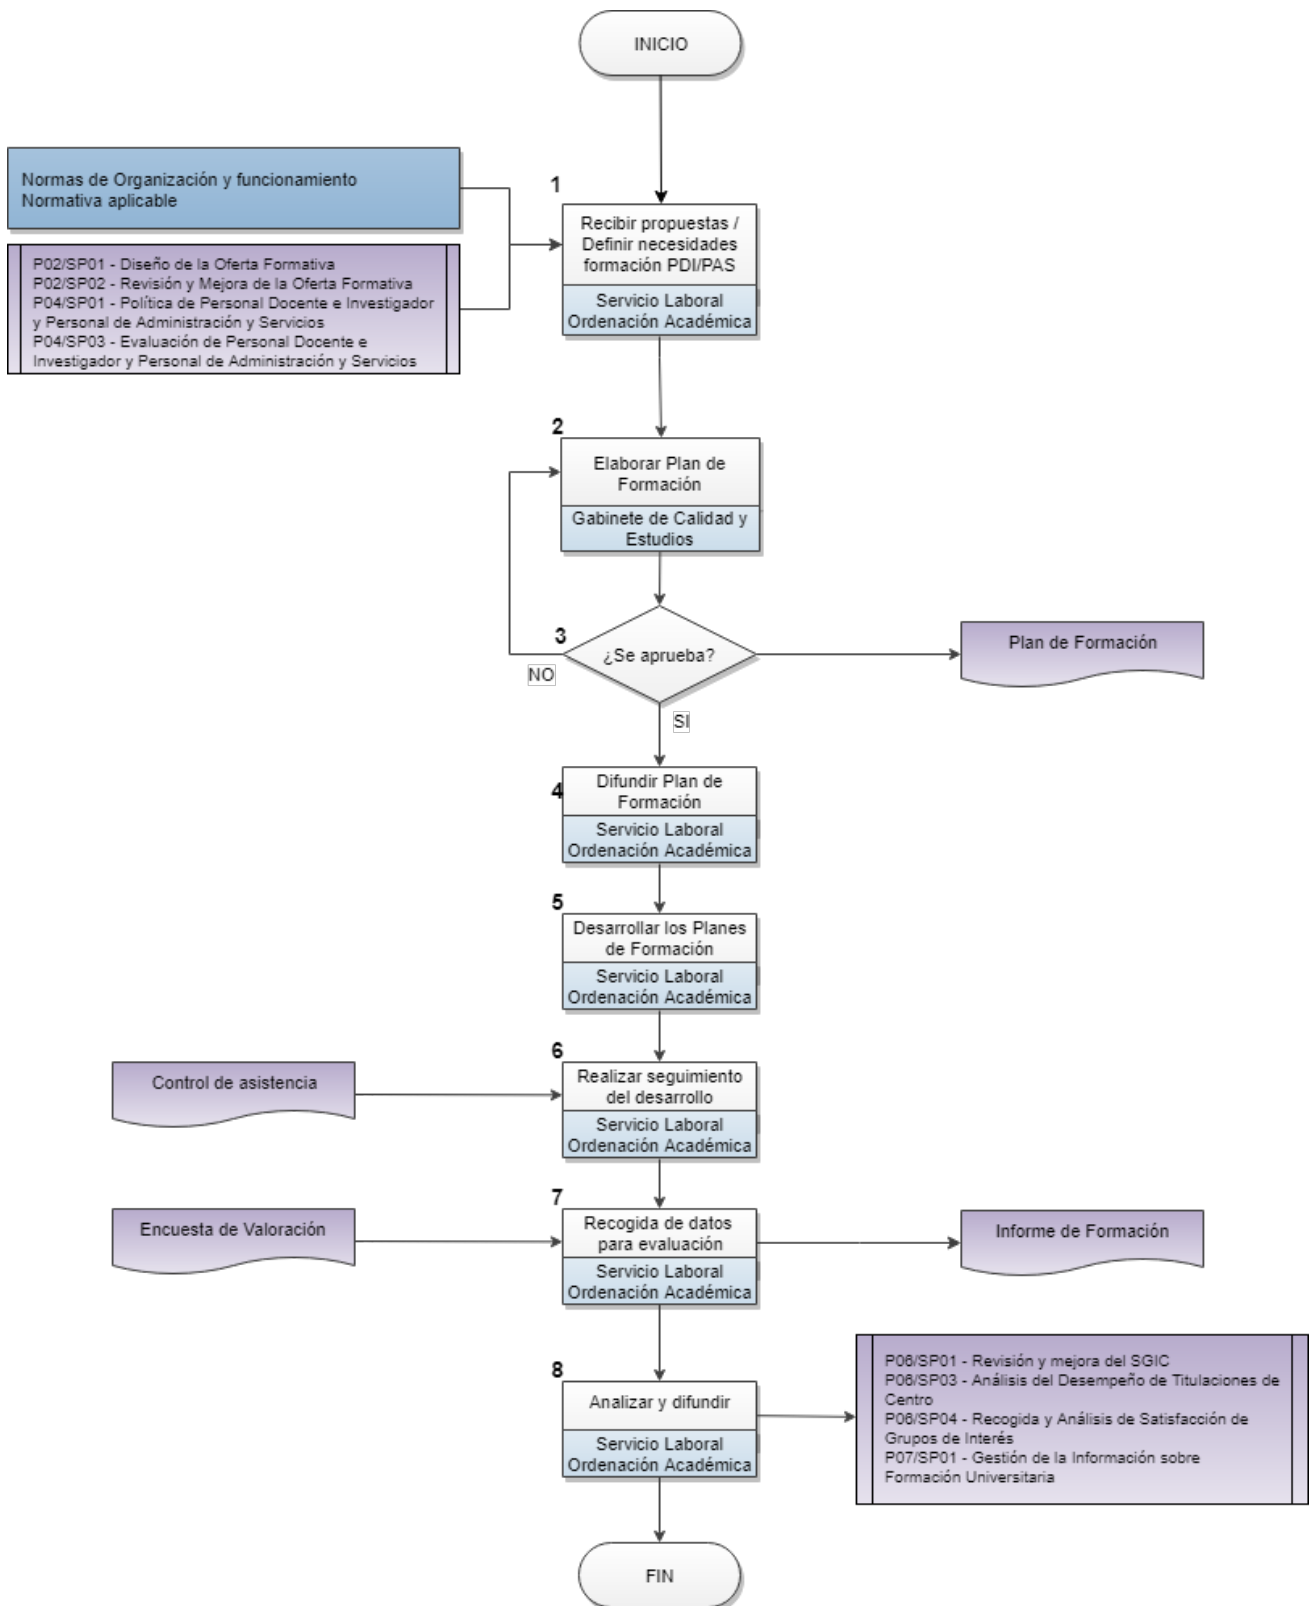 INICIO
Normas de Organización y funcionamiento
Normativa aplicable
P02/SP01 - Diseño de la Oferta Formativa
P02/SP02 - Revisión y Mejora de la Oferta Formativa
P04/SP01 - Política de Personal Docente e Investigador
y Personal de Administración y Servicios
P04/SP03 - Evaluación de Personal Docente e
Investigador y Personal de Administración y Servicios
1
Recibir propuestas /
Definir necesidades
formación PDI/PAS
Servicio Laboral
Ordenación Académica
2
Elaborar Plan de
Formación
Gabinete de Calidad y
Estudios
3
¿Se aprueba?
NO
SI
Plan de Formación
4
Difundir Plan de
Formación
Servicio Laboral
Ordenación Académica
5
Desarrollar los Planes
de Formación
Servicio Laboral
Ordenación Académica
Control de asistencia
6
Realizar seguimiento
del desarrollo
Servicio Laboral
Ordenación Académica
Encuesta de Valoración
7
Recogida de datos
para evaluación
Servicio Laboral
Ordenación Académica
Informe de Formación
8
Analizar y difundir
Servicio Laboral
Ordenación Académica
P06/SP01 - Revisión y mejora del SGIC
P06/SP03 - Análisis del Desempeño de Titulaciones de
Centro
P06/SP04 - Recogida y Análisis de Satisfacción de
Grupos de Interés
P07/SP01 - Gestión de la Información sobre
Formación Universitaria
FIN